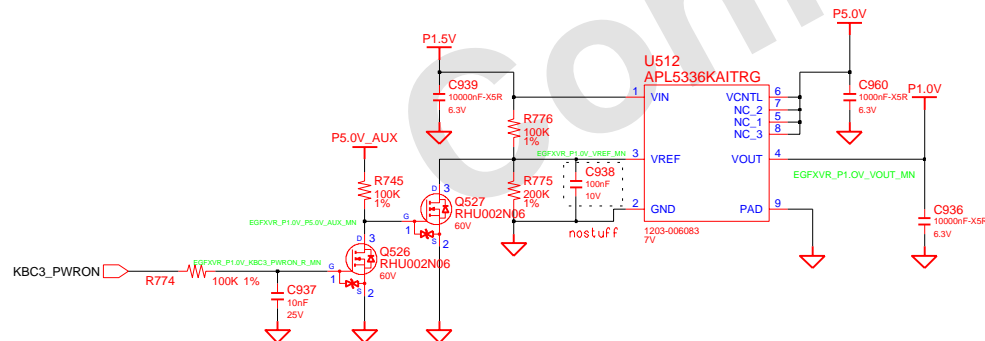 P5.0V
P1.5V
U512
APL5336KAITRG
C939
10000nF-X5R
6.3V
1 VIN
VCNTL 6
NC_2 7
NC_1 5
NC_3 8
C960
1000nF-X5R
6.3V
P1.0V
R776
100K
1%
P5.0V_AUX
EGFXVR_P1.0V_VREF_MN
3 VREF
VOUT 4
EGFXVR_P1.0V_VOUT_MN
R745
100K
1%
D 3
Q527
RHU002N06
60V
G 1
S 2
R775
200K
1%
C938
100nF
10V
nostuff
2 GND
PAD 9
1203-006083
7V
C936
10000nF-X5R
6.3V
EGFXVR_P1.0V_P5.0V_AUX_MN
D 3
Q526
RHU002N06
60V
G 1
S 2
KBC3_PWRON
EGFXVR_P1.0V_KBC3_PWRON_R_MN
R774
100K 1%
C937
10nF
25V
Com